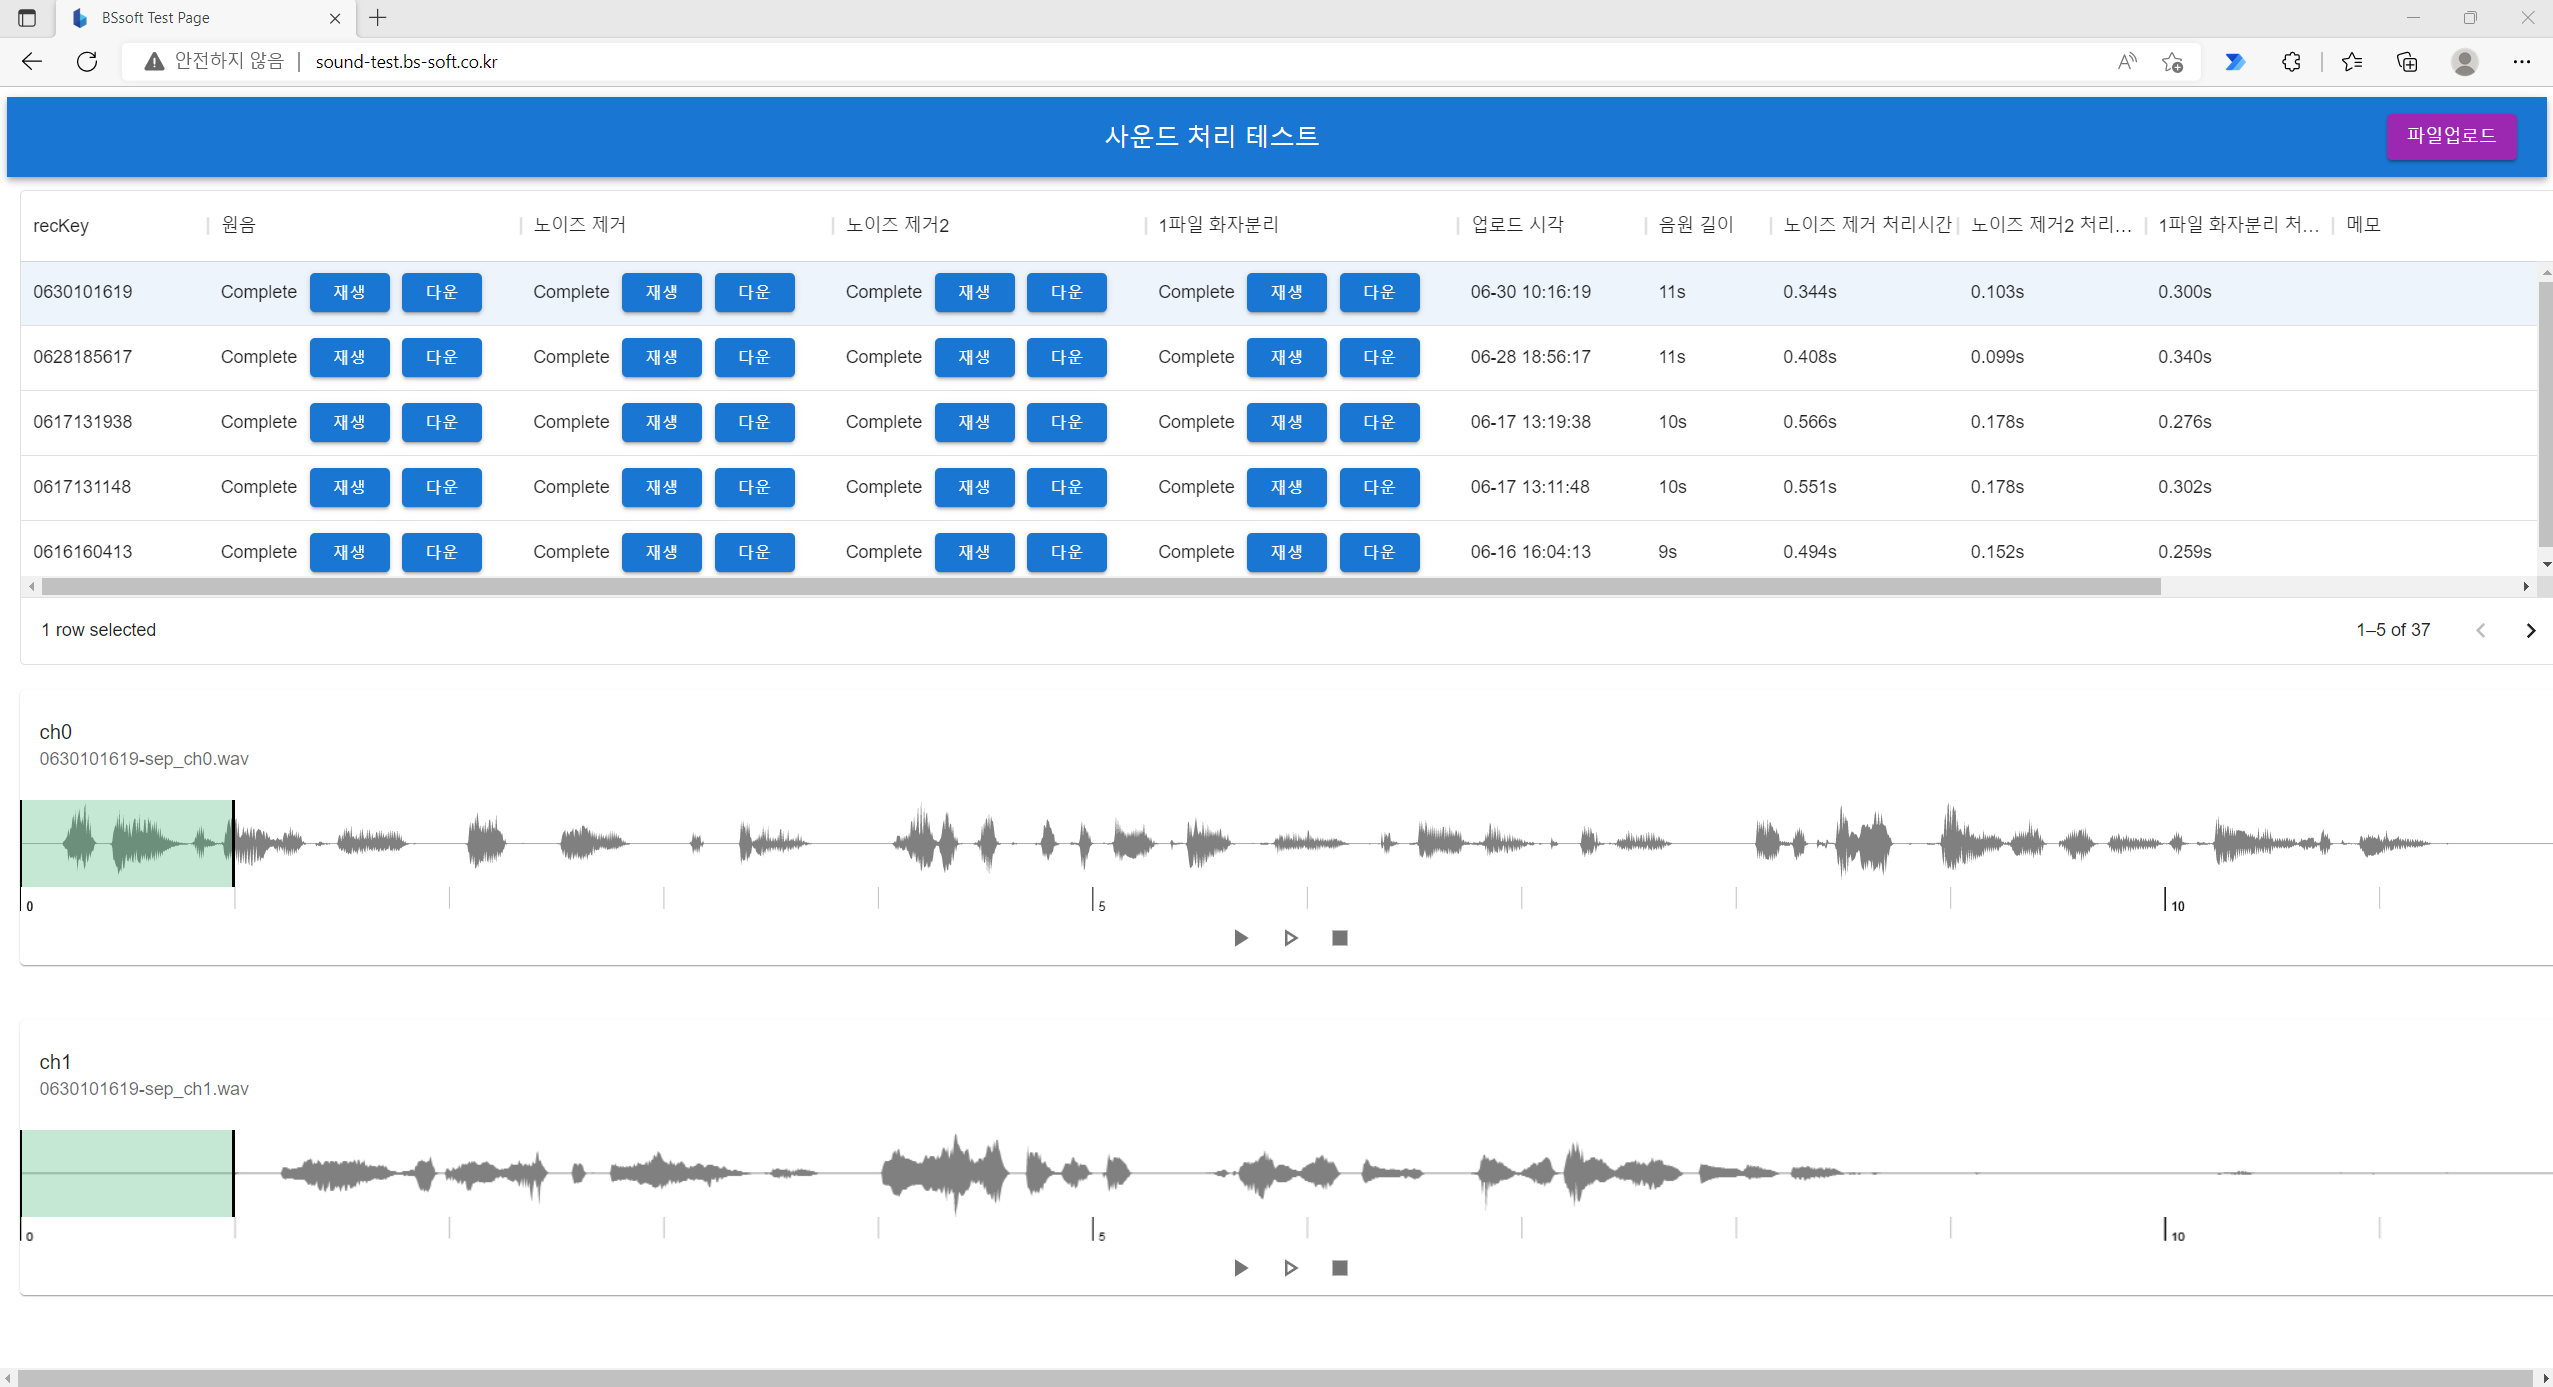 BSsoft Test Page
안전하지 않음 | sound-test.bs-soft.co.kr
사운드 처리 테스트
파일업로드
recKey 원음 노이즈 제거 노이즈 제거2 1파일 화자분리 업로드 시각 음원 길이 노이즈 제거 처리시간 노이즈 제거2 처리... 1파일 화자분리 처... 메모
0630101619 Complete 재생 다운 Complete 재생 다운 Complete 재생 다운 Complete 재생 다운 06-30 10:16:19 11s 0.344s 0.103s 0.300s
0628185617 Complete 재생 다운 Complete 재생 다운 Complete 재생 다운 Complete 재생 다운 06-28 18:56:17 11s 0.408s 0.099s 0.340s
0617131938 Complete 재생 다운 Complete 재생 다운 Complete 재생 다운 Complete 재생 다운 06-17 13:19:38 10s 0.566s 0.178s 0.276s
0617131148 Complete 재생 다운 Complete 재생 다운 Complete 재생 다운 Complete 재생 다운 06-17 13:11:48 10s 0.551s 0.178s 0.302s
0616160413 Complete 재생 다운 Complete 재생 다운 Complete 재생 다운 Complete 재생 다운 06-16 16:04:13 9s 0.494s 0.152s 0.259s
1 row selected
1–5 of 37
ch0
0630101619-sep_ch0.wav
0 5 10
ch1
0630101619-sep_ch1.wav
0 5 10